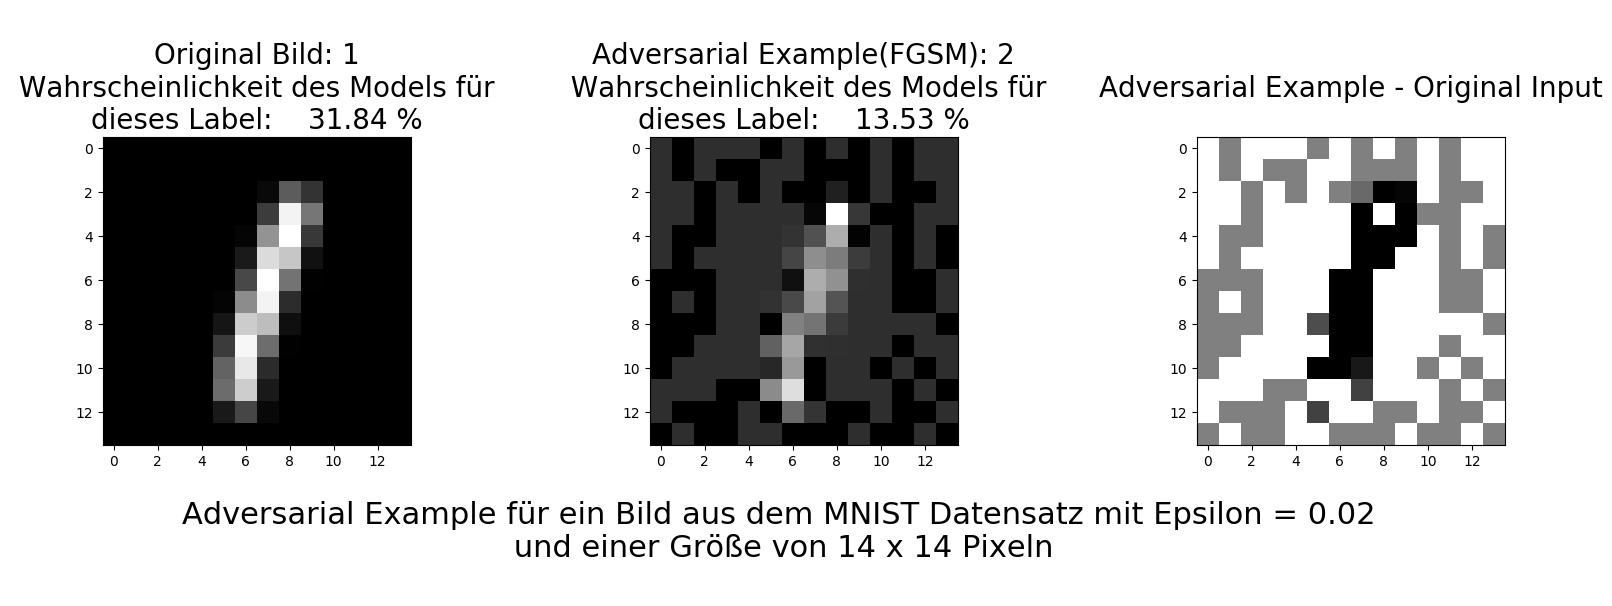 Original Bild: 1
Wahrscheinlichkeit des Models für
dieses Label: 31.84 %
Adversarial Example(FGSM): 2
Wahrscheinlichkeit des Models für
dieses Label: 13.53 %
Adversarial Example - Original Input
0
2
4
6
8
10
12
0 2 4 6 8 10 12
0
2
4
6
8
10
12
0 2 4 6 8 10 12
0
2
4
6
8
10
12
0 2 4 6 8 10 12
Adversarial Example für ein Bild aus dem MNIST Datensatz mit Epsilon = 0.02
und einer Größe von 14 x 14 Pixeln